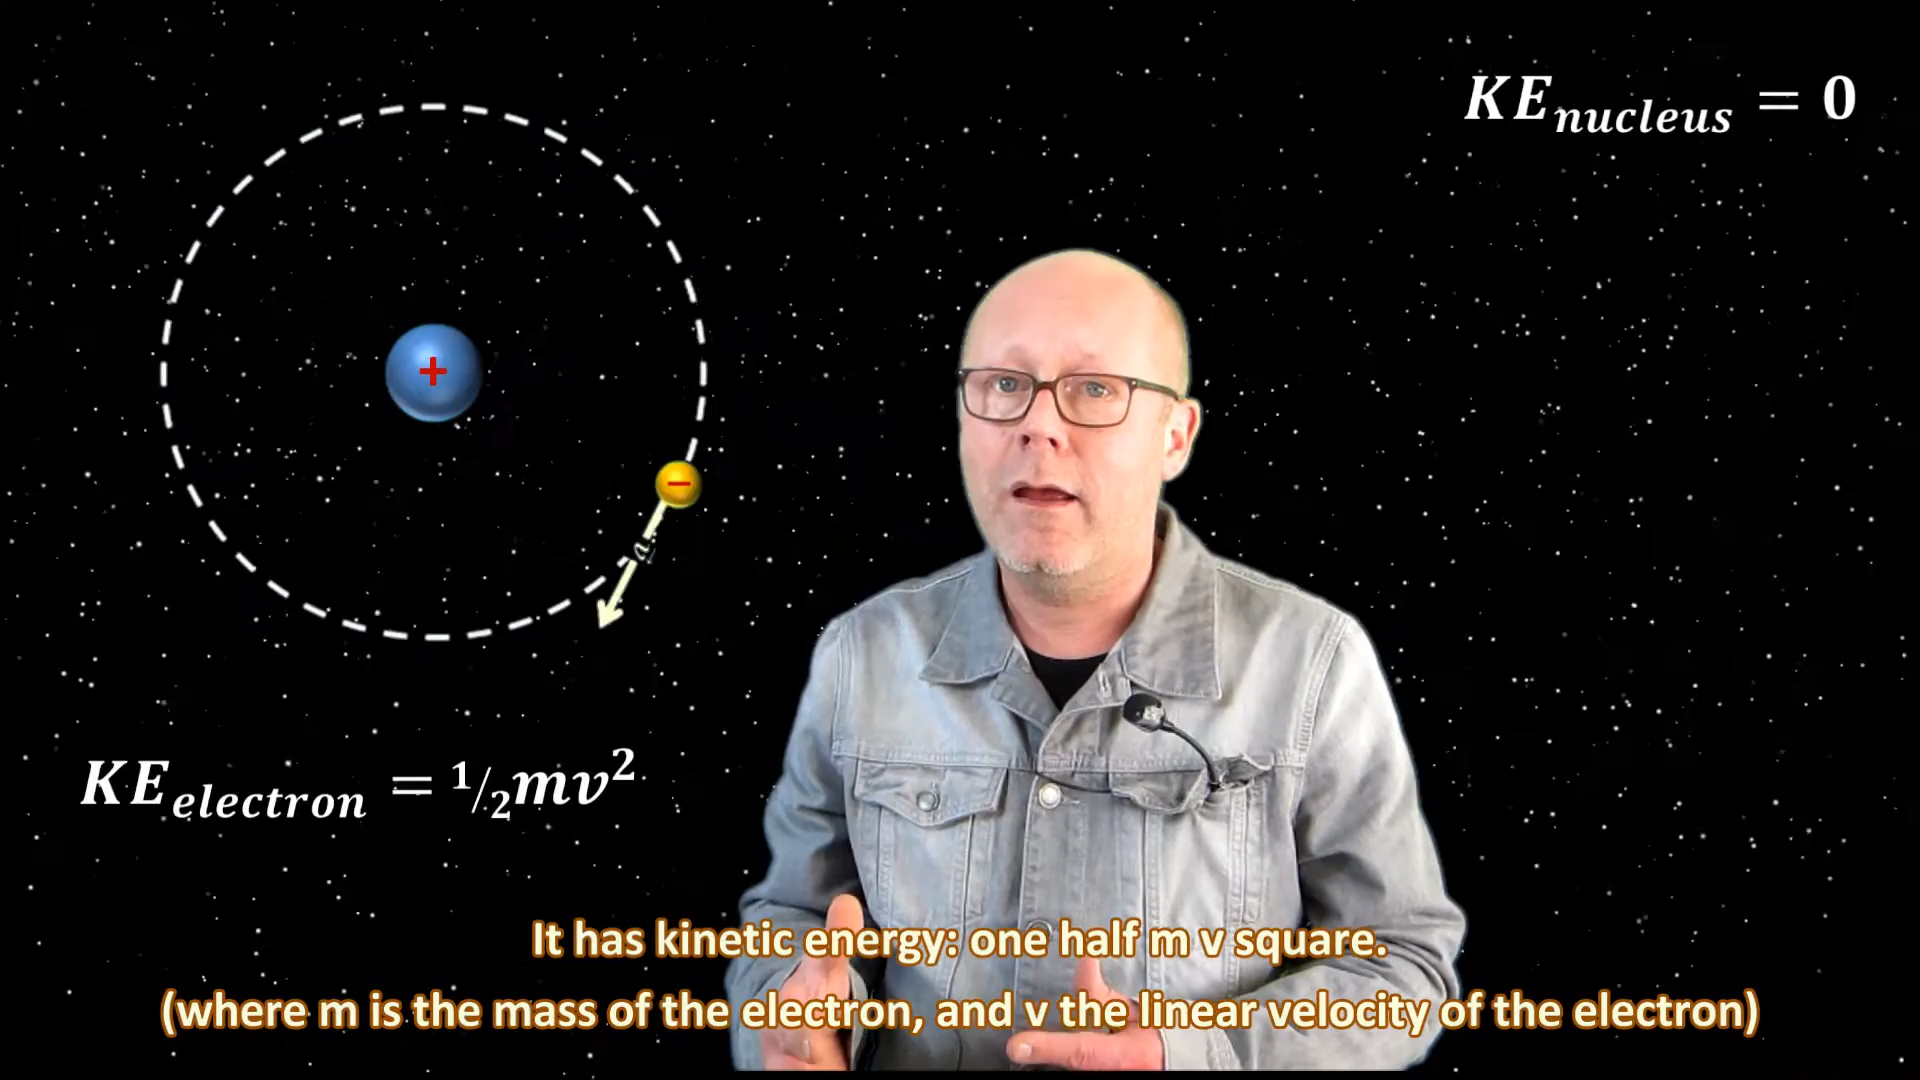 KE_nucleus = 0
+
−
KE_electron = ½mv²
It has kinetic energy: one half m v square.
(where m is the mass of the electron, and v the linear velocity of the electron)